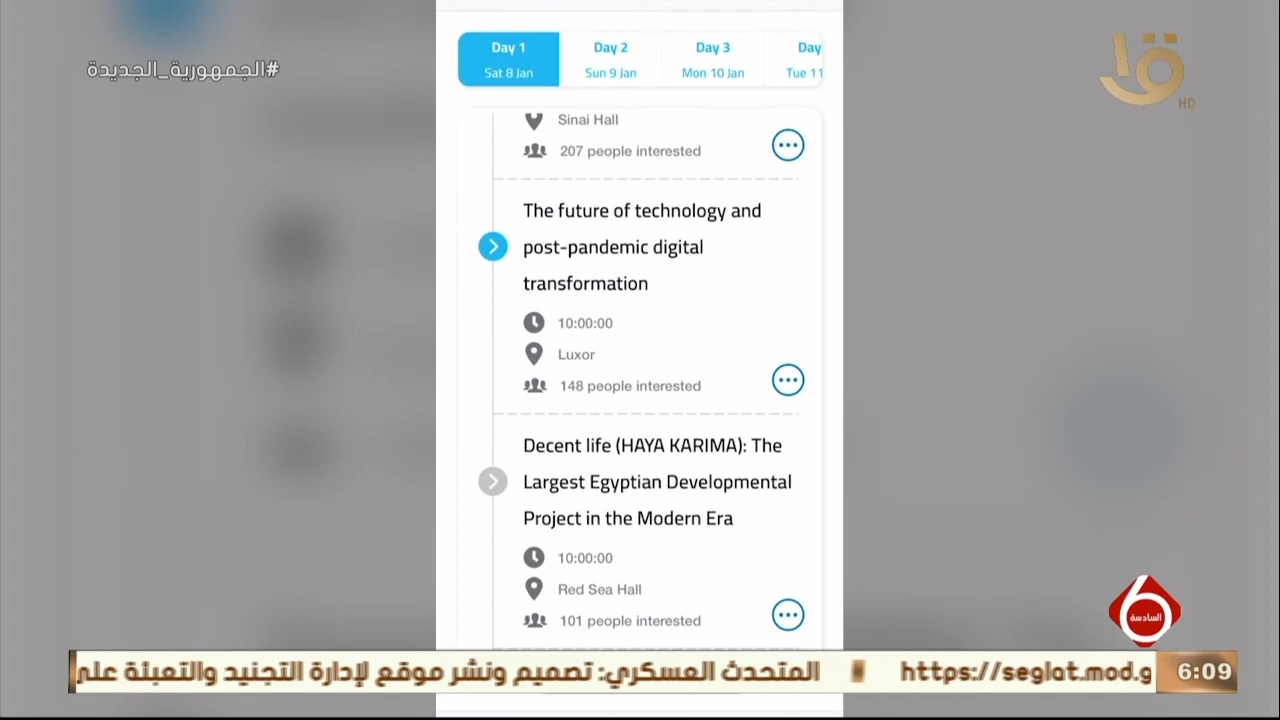 #الجمهورية_الجديدة
Day 1
Sat 8 Jan
Day 2
Sun 9 Jan
Day 3
Mon 10 Jan
Day
Tue 11
HD
Sinai Hall
207 people interested
The future of technology and
post-pandemic digital
transformation
10:00:00
Luxor
148 people interested
Decent life (HAYA KARIMA): The
Largest Egyptian Developmental
Project in the Modern Era
10:00:00
Red Sea Hall
101 people interested
6
السادسة
المتحدث العسكري: تصميم ونشر موقع لإدارة التجنيد والتعبئة على
https://seglat.mod.g
6:09